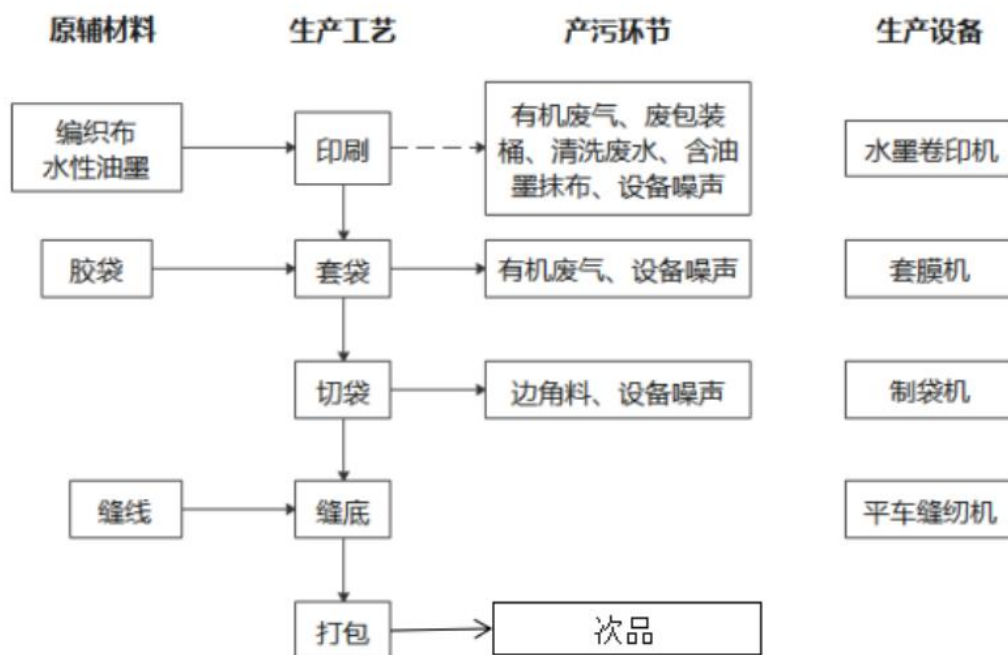 原辅材料 生产工艺 产污环节 生产设备
编织布
水性油墨
印刷
有机废气、废包装
桶、清洗废水、含油
墨抹布、设备噪声
水墨卷印机
胶袋
套袋
有机废气、设备噪声
套膜机
切袋
边角料、设备噪声
制袋机
缝线
缝底
平车缝纫机
打包
次品